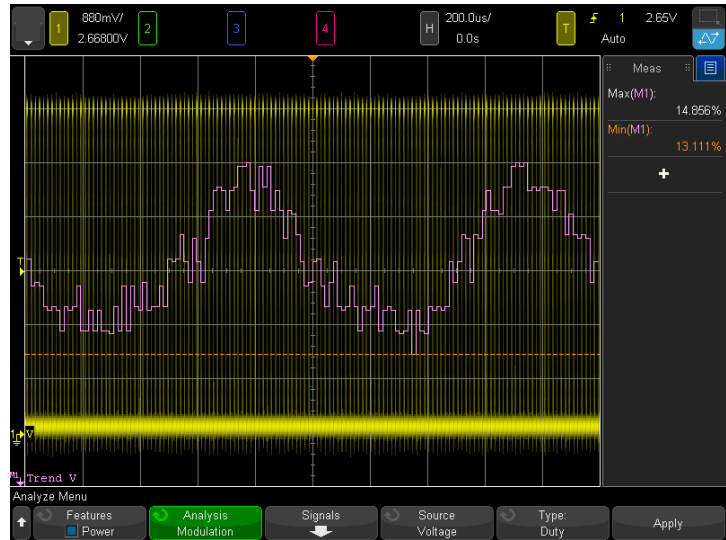 1 880mV/ 2.66800V 2 3 4 H 200.0us/ 0.0s T 1 2.65V Auto
Meas
Max(M1):
14.856%
Min(M1):
13.111%
T
1 V
M1 Trend V
Analyze Menu
Features Power
Analysis Modulation
Signals
Source Voltage
Type: Duty
Apply